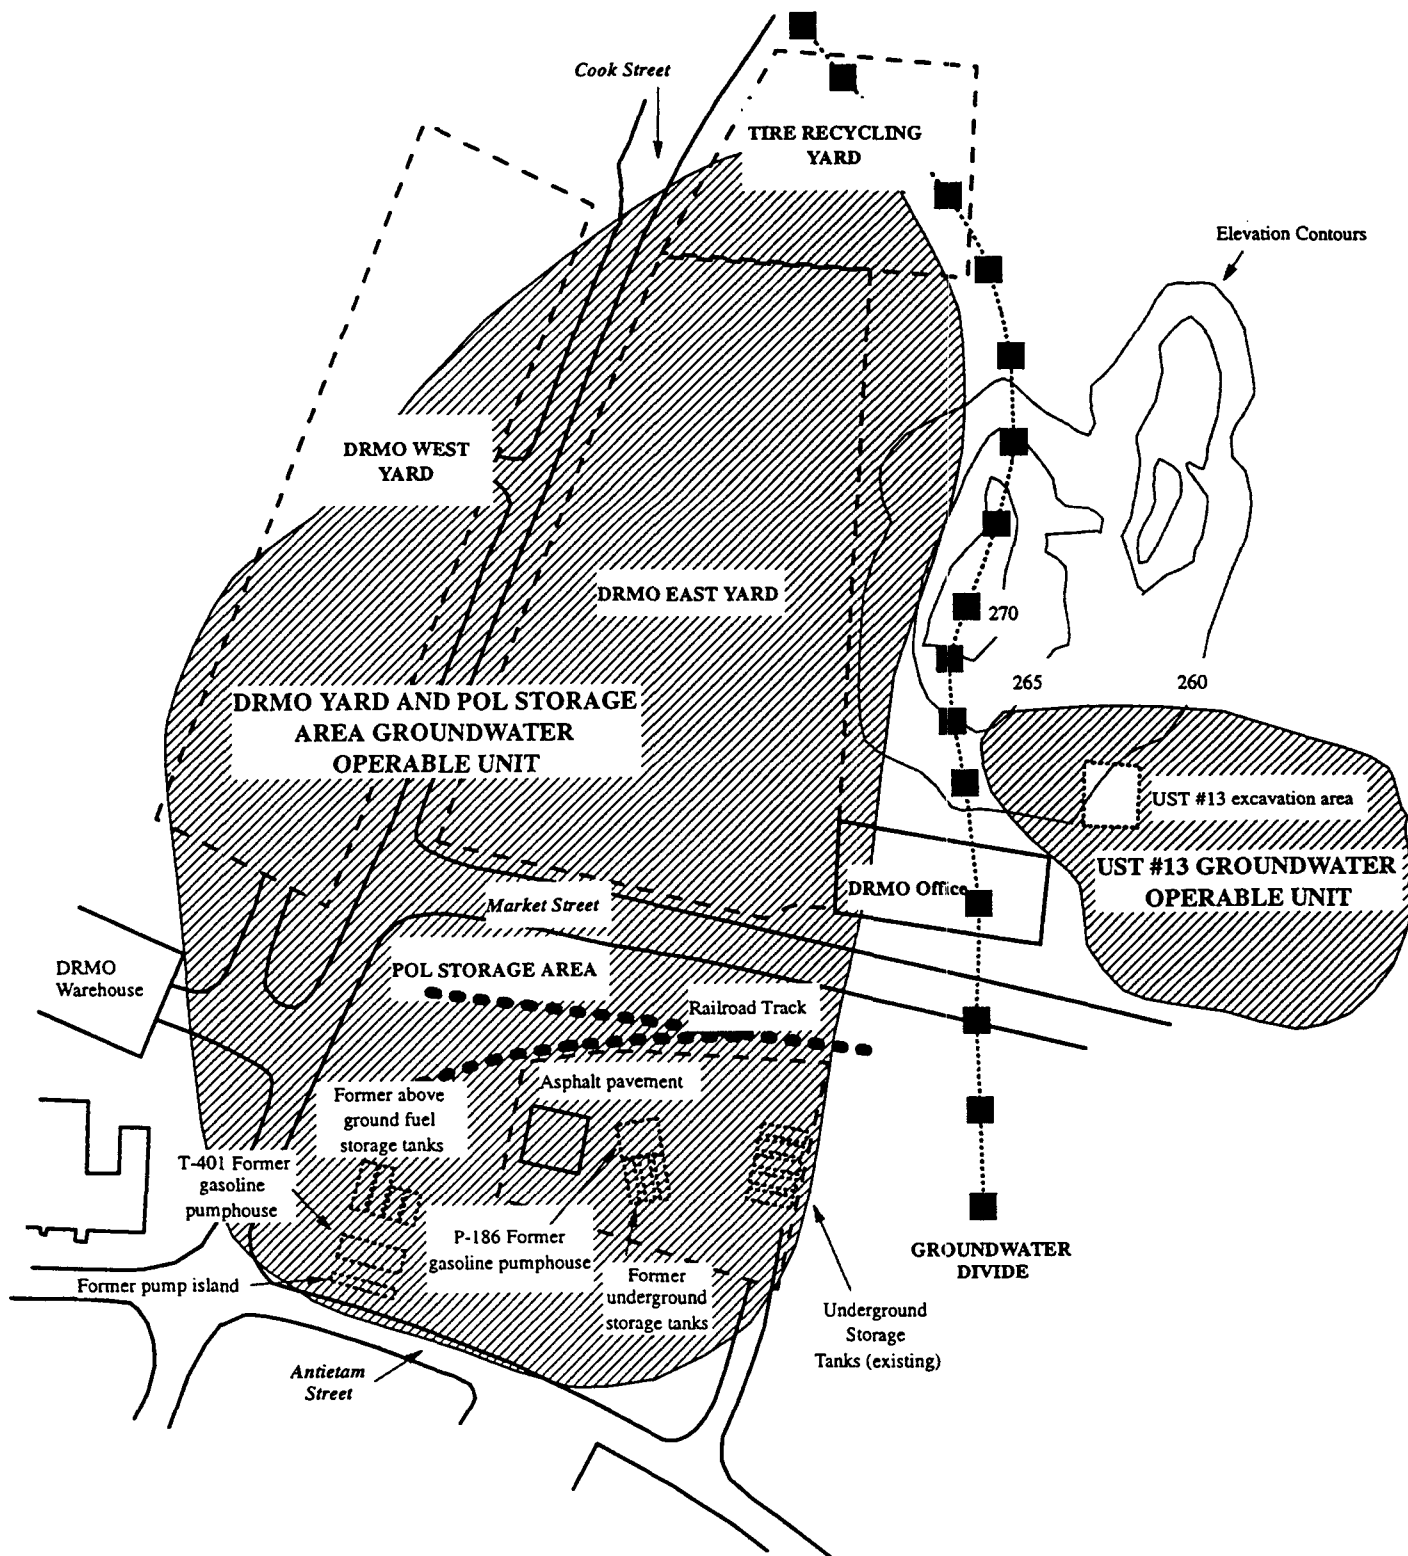 Cook Street
TIRE RECYCLING
YARD
Elevation Contours
DRMO WEST
YARD
DRMO EAST YARD
270
265
260
DRMO YARD AND POL STORAGE
AREA GROUNDWATER
OPERABLE UNIT
UST #13 excavation area
UST #13 GROUNDWATER
OPERABLE UNIT
DRMO Office
Market Street
DRMO
Warehouse
POL STORAGE AREA
Railroad Track
Asphalt pavement
Former above
ground fuel
storage tanks
T-401 Former
gasoline
pumphouse
P-186 Former
gasoline pumphouse
Former pump island
Former
underground
storage tanks
GROUNDWATER
DIVIDE
Underground
Storage
Tanks (existing)
Antietam
Street